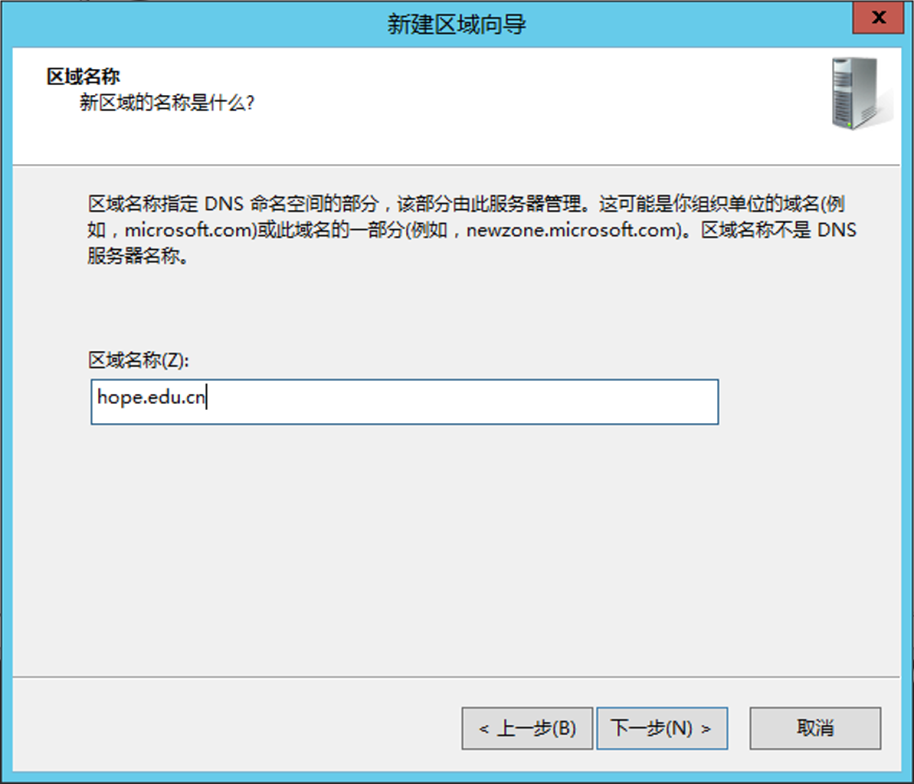 新建区域向导
x
区域名称
新区域的名称是什么?
区域名称指定 DNS 命名空间的部分，该部分由此服务器管理。这可能是你组织单位的域名(例
如，microsoft.com)或此域名的一部分(例如，newzone.microsoft.com)。区域名称不是 DNS
服务器名称。
区域名称(Z):
hope.edu.cn
< 上一步(B) 下一步(N) > 取消